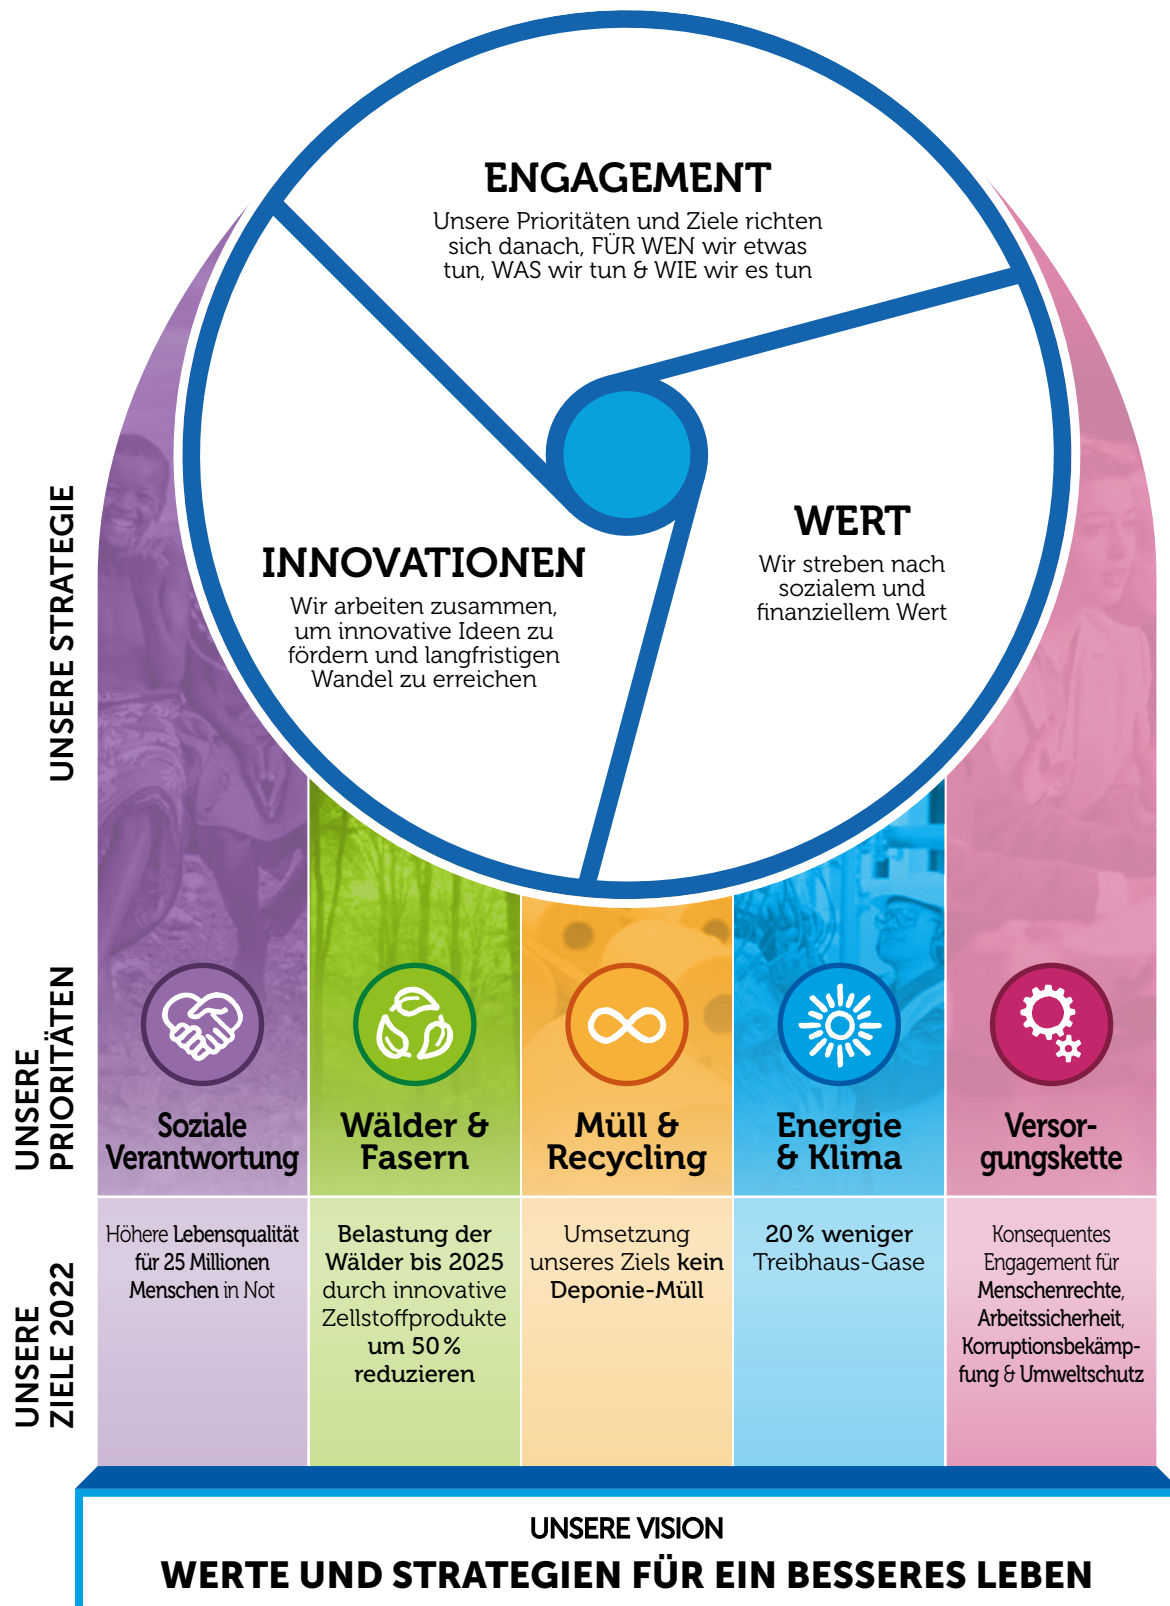 ENGAGEMENT
Unsere Prioritäten und Ziele richten
sich danach, FÜR WEN wir etwas
tun, WAS wir tun & WIE wir es tun
WERT
Wir streben nach
sozialem und
finanziellem Wert
INNOVATIONEN
Wir arbeiten zusammen,
um innovative Ideen zu
fördern und langfristigen
Wandel zu erreichen
UNSERE STRATEGIE
UNSERE
PRIORITÄTEN
Soziale
Verantwortung
Wälder &
Fasern
Müll &
Recycling
Energie
& Klima
Versor-
gungskette
UNSERE
ZIELE 2022
Höhere Lebensqualität
für 25 Millionen
Menschen in Not
Belastung der
Wälder bis 2025
durch innovative
Zellstoffprodukte
um 50 %
reduzieren
Umsetzung
unseres Ziels kein
Deponie-Müll
20 % weniger
Treibhaus-Gase
Konsequentes
Engagement für
Menschenrechte,
Arbeitssicherheit,
Korruptionsbekämp-
fung & Umweltschutz
UNSERE VISION
WERTE UND STRATEGIEN FÜR EIN BESSERES LEBEN